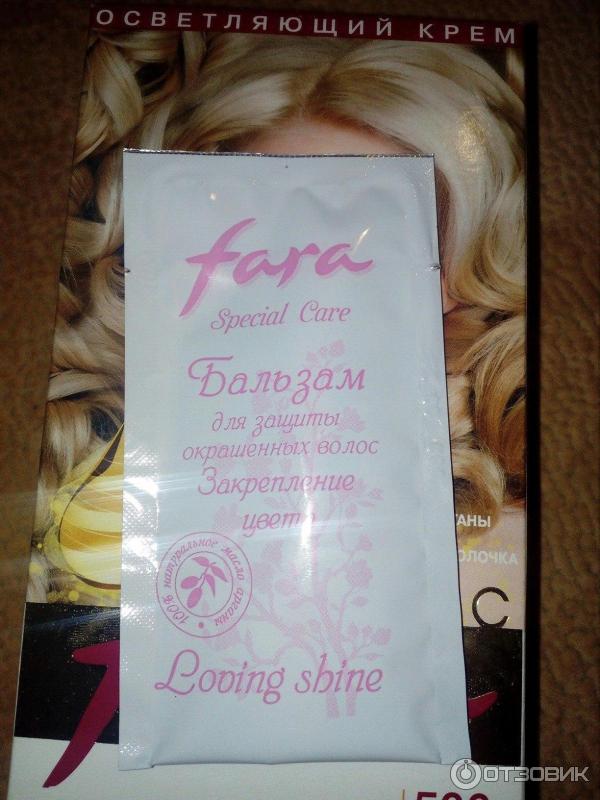 ОСВЕТЛЯЮЩИЙ КРЕМ
fara
Special Care
Бальзам
для защиты
окрашенных волос
Закрепление
цвета
100% натуральное масло арганы
Loving shine
C
ОТЗОВИК